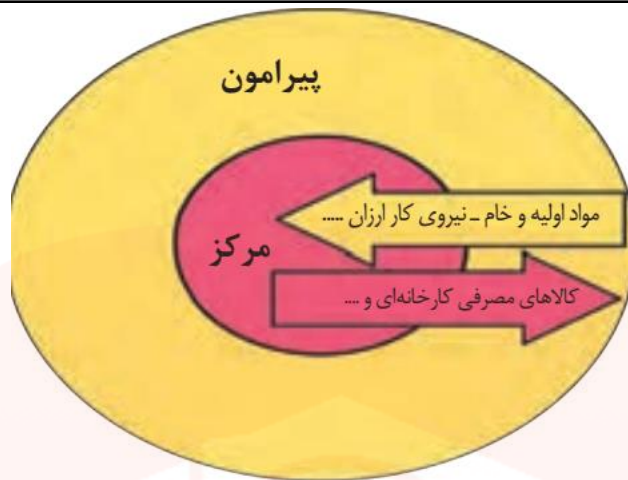 پیرامون
مواد اولیه و خام ـ نیروی کار ارزان .....
مرکز
کالاهای مصرفی کارخانه‌ای و ....